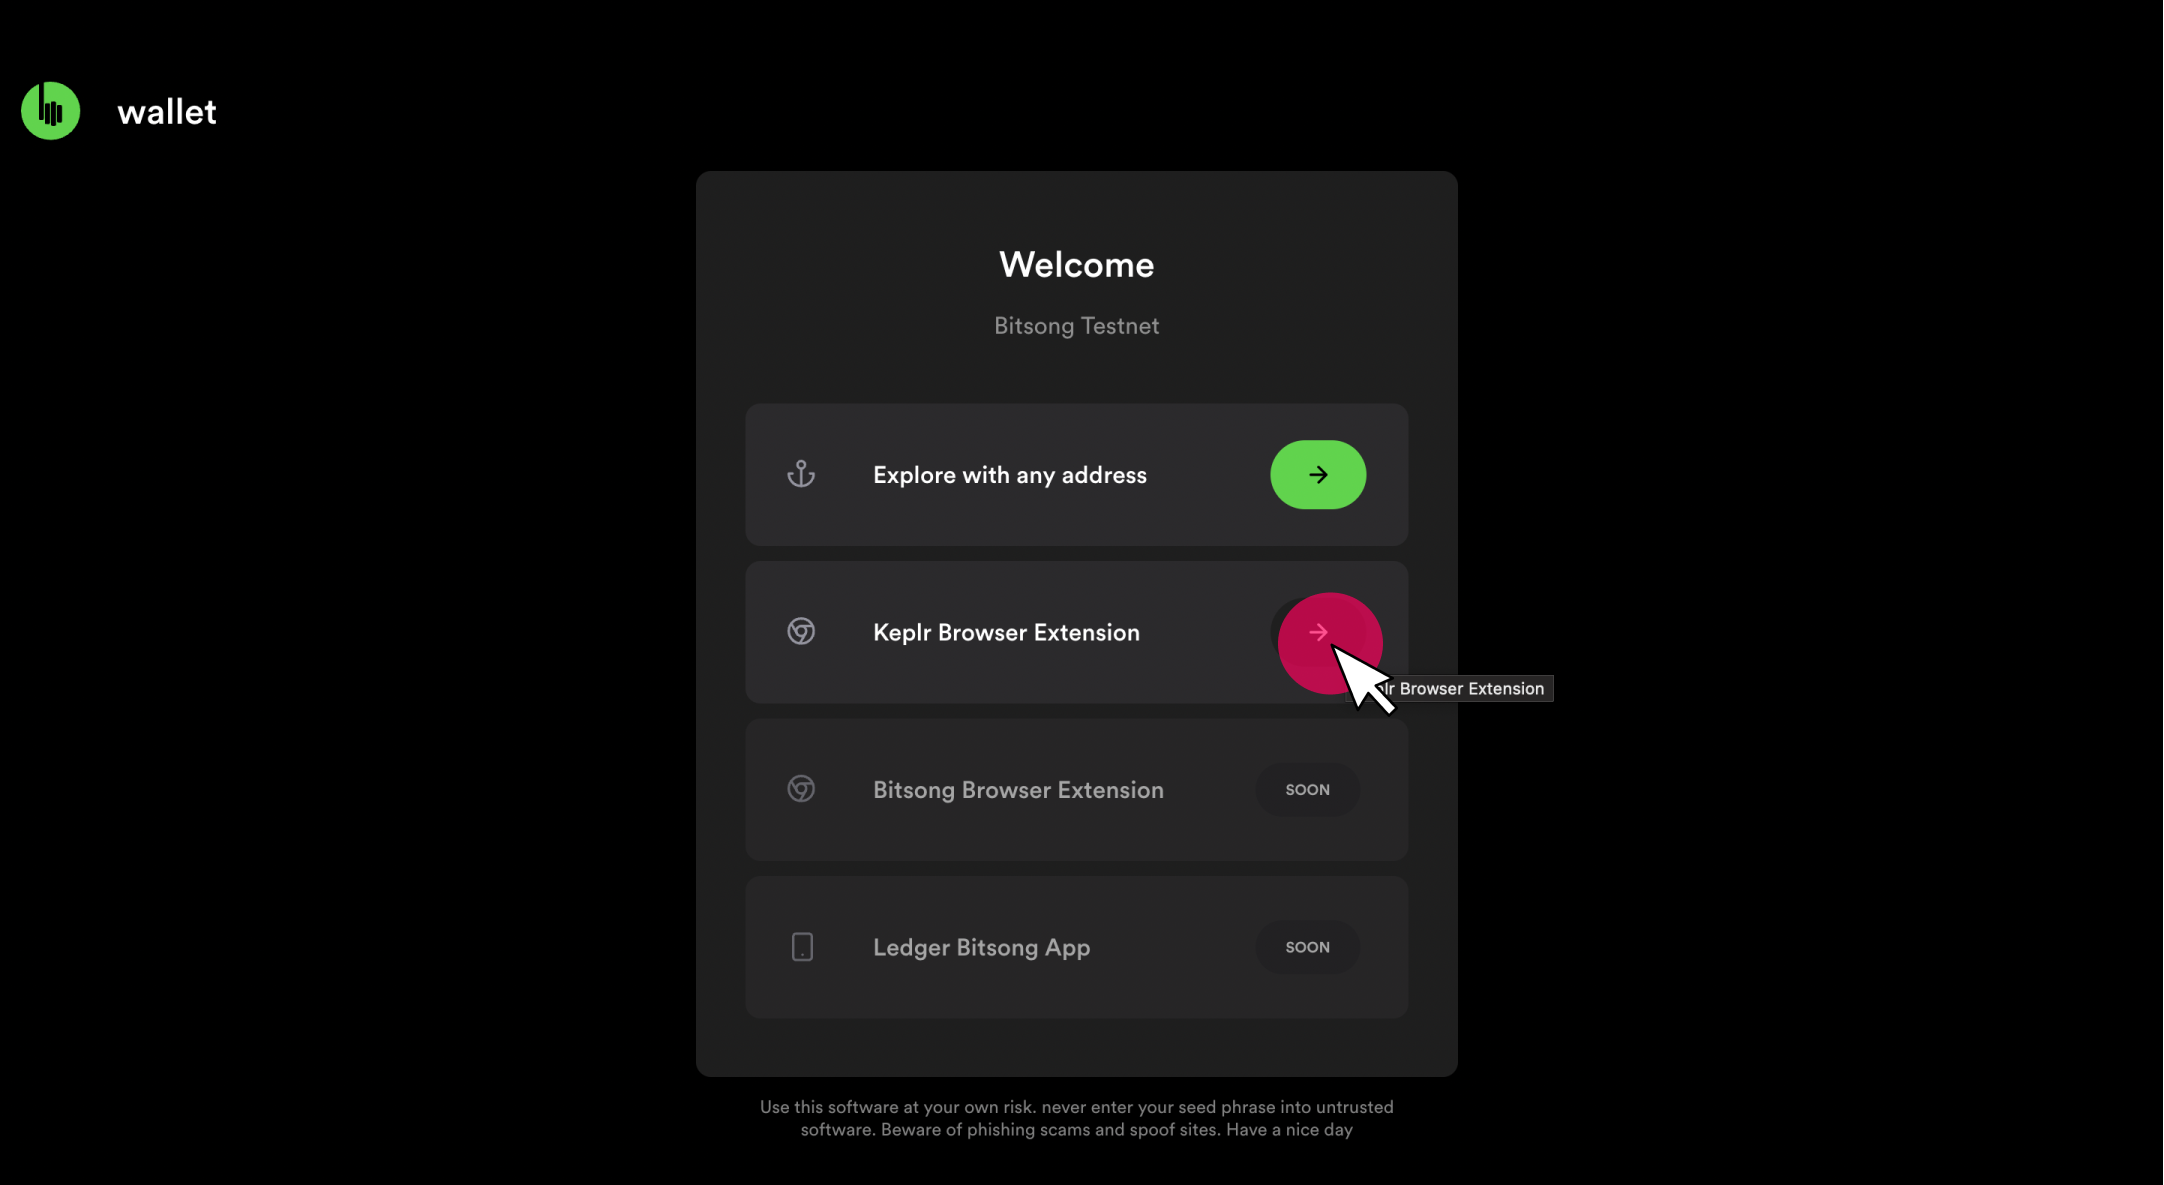 wallet
Welcome
Bitsong Testnet
Explore with any address
Keplr Browser Extension
lr Browser Extension
Bitsong Browser Extension
SOON
Ledger Bitsong App
SOON
Use this software at your own risk. never enter your seed phrase into untrusted
software. Beware of phishing scams and spoof sites. Have a nice day